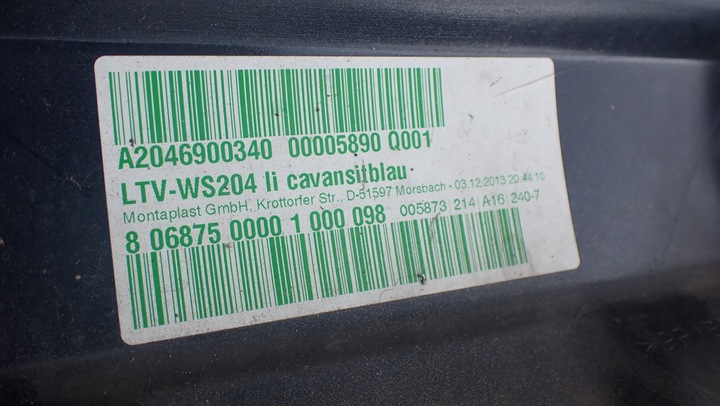 A2046900340 00005890 Q001
LTV-WS204 li cavansitblau
Montaplast GmbH, Krottorfer Str., D-51597 Morsbach - 03.12.2013 20:44:10
8 06875 0000 1 000 098 005873 214 A16 240-7